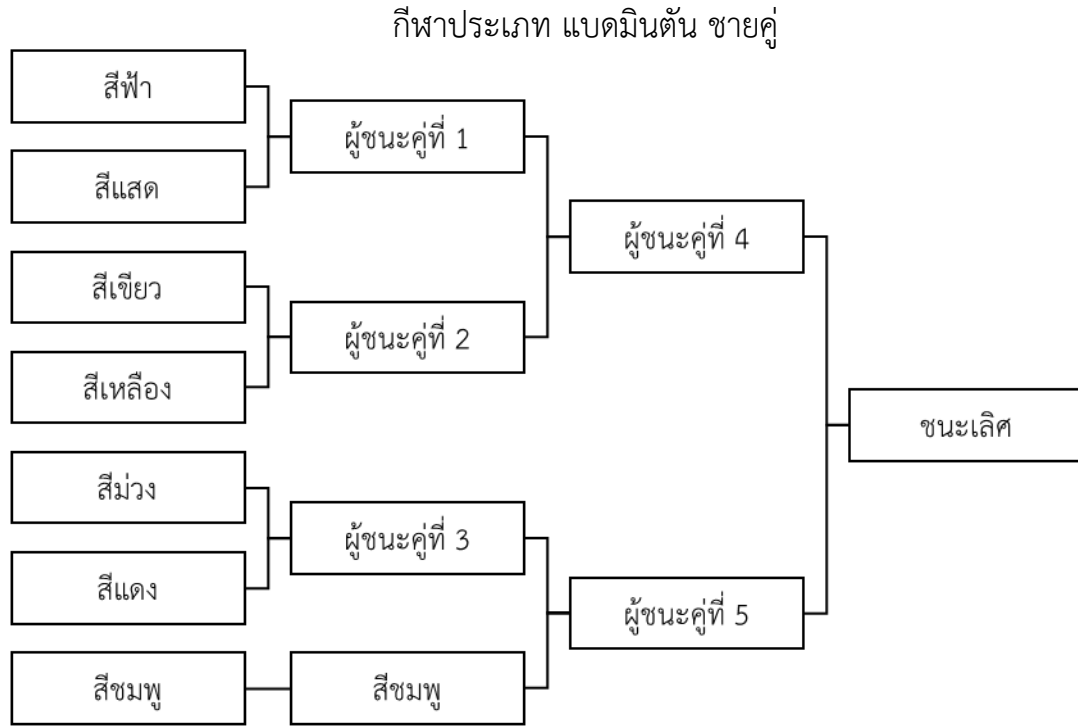 กีฬาประเภท แบดมินตัน ชายคู่
สีฟ้า
สีแสด
สีเขียว
สีเหลือง
สีม่วง
สีแดง
สีชมพู
ผู้ชนะคู่ที่ 1
ผู้ชนะคู่ที่ 2
ผู้ชนะคู่ที่ 3
สีชมพู
ผู้ชนะคู่ที่ 4
ผู้ชนะคู่ที่ 5
ชนะเลิศ